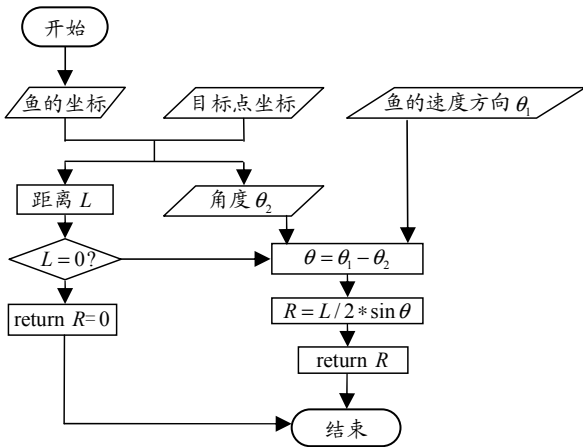 开始
鱼的坐标
目标点坐标
鱼的速度方向 θ₁
距离 L
角度 θ₂
L = 0?
θ = θ₁ − θ₂
return R=0
R = L / 2 * sin θ
return R
结束